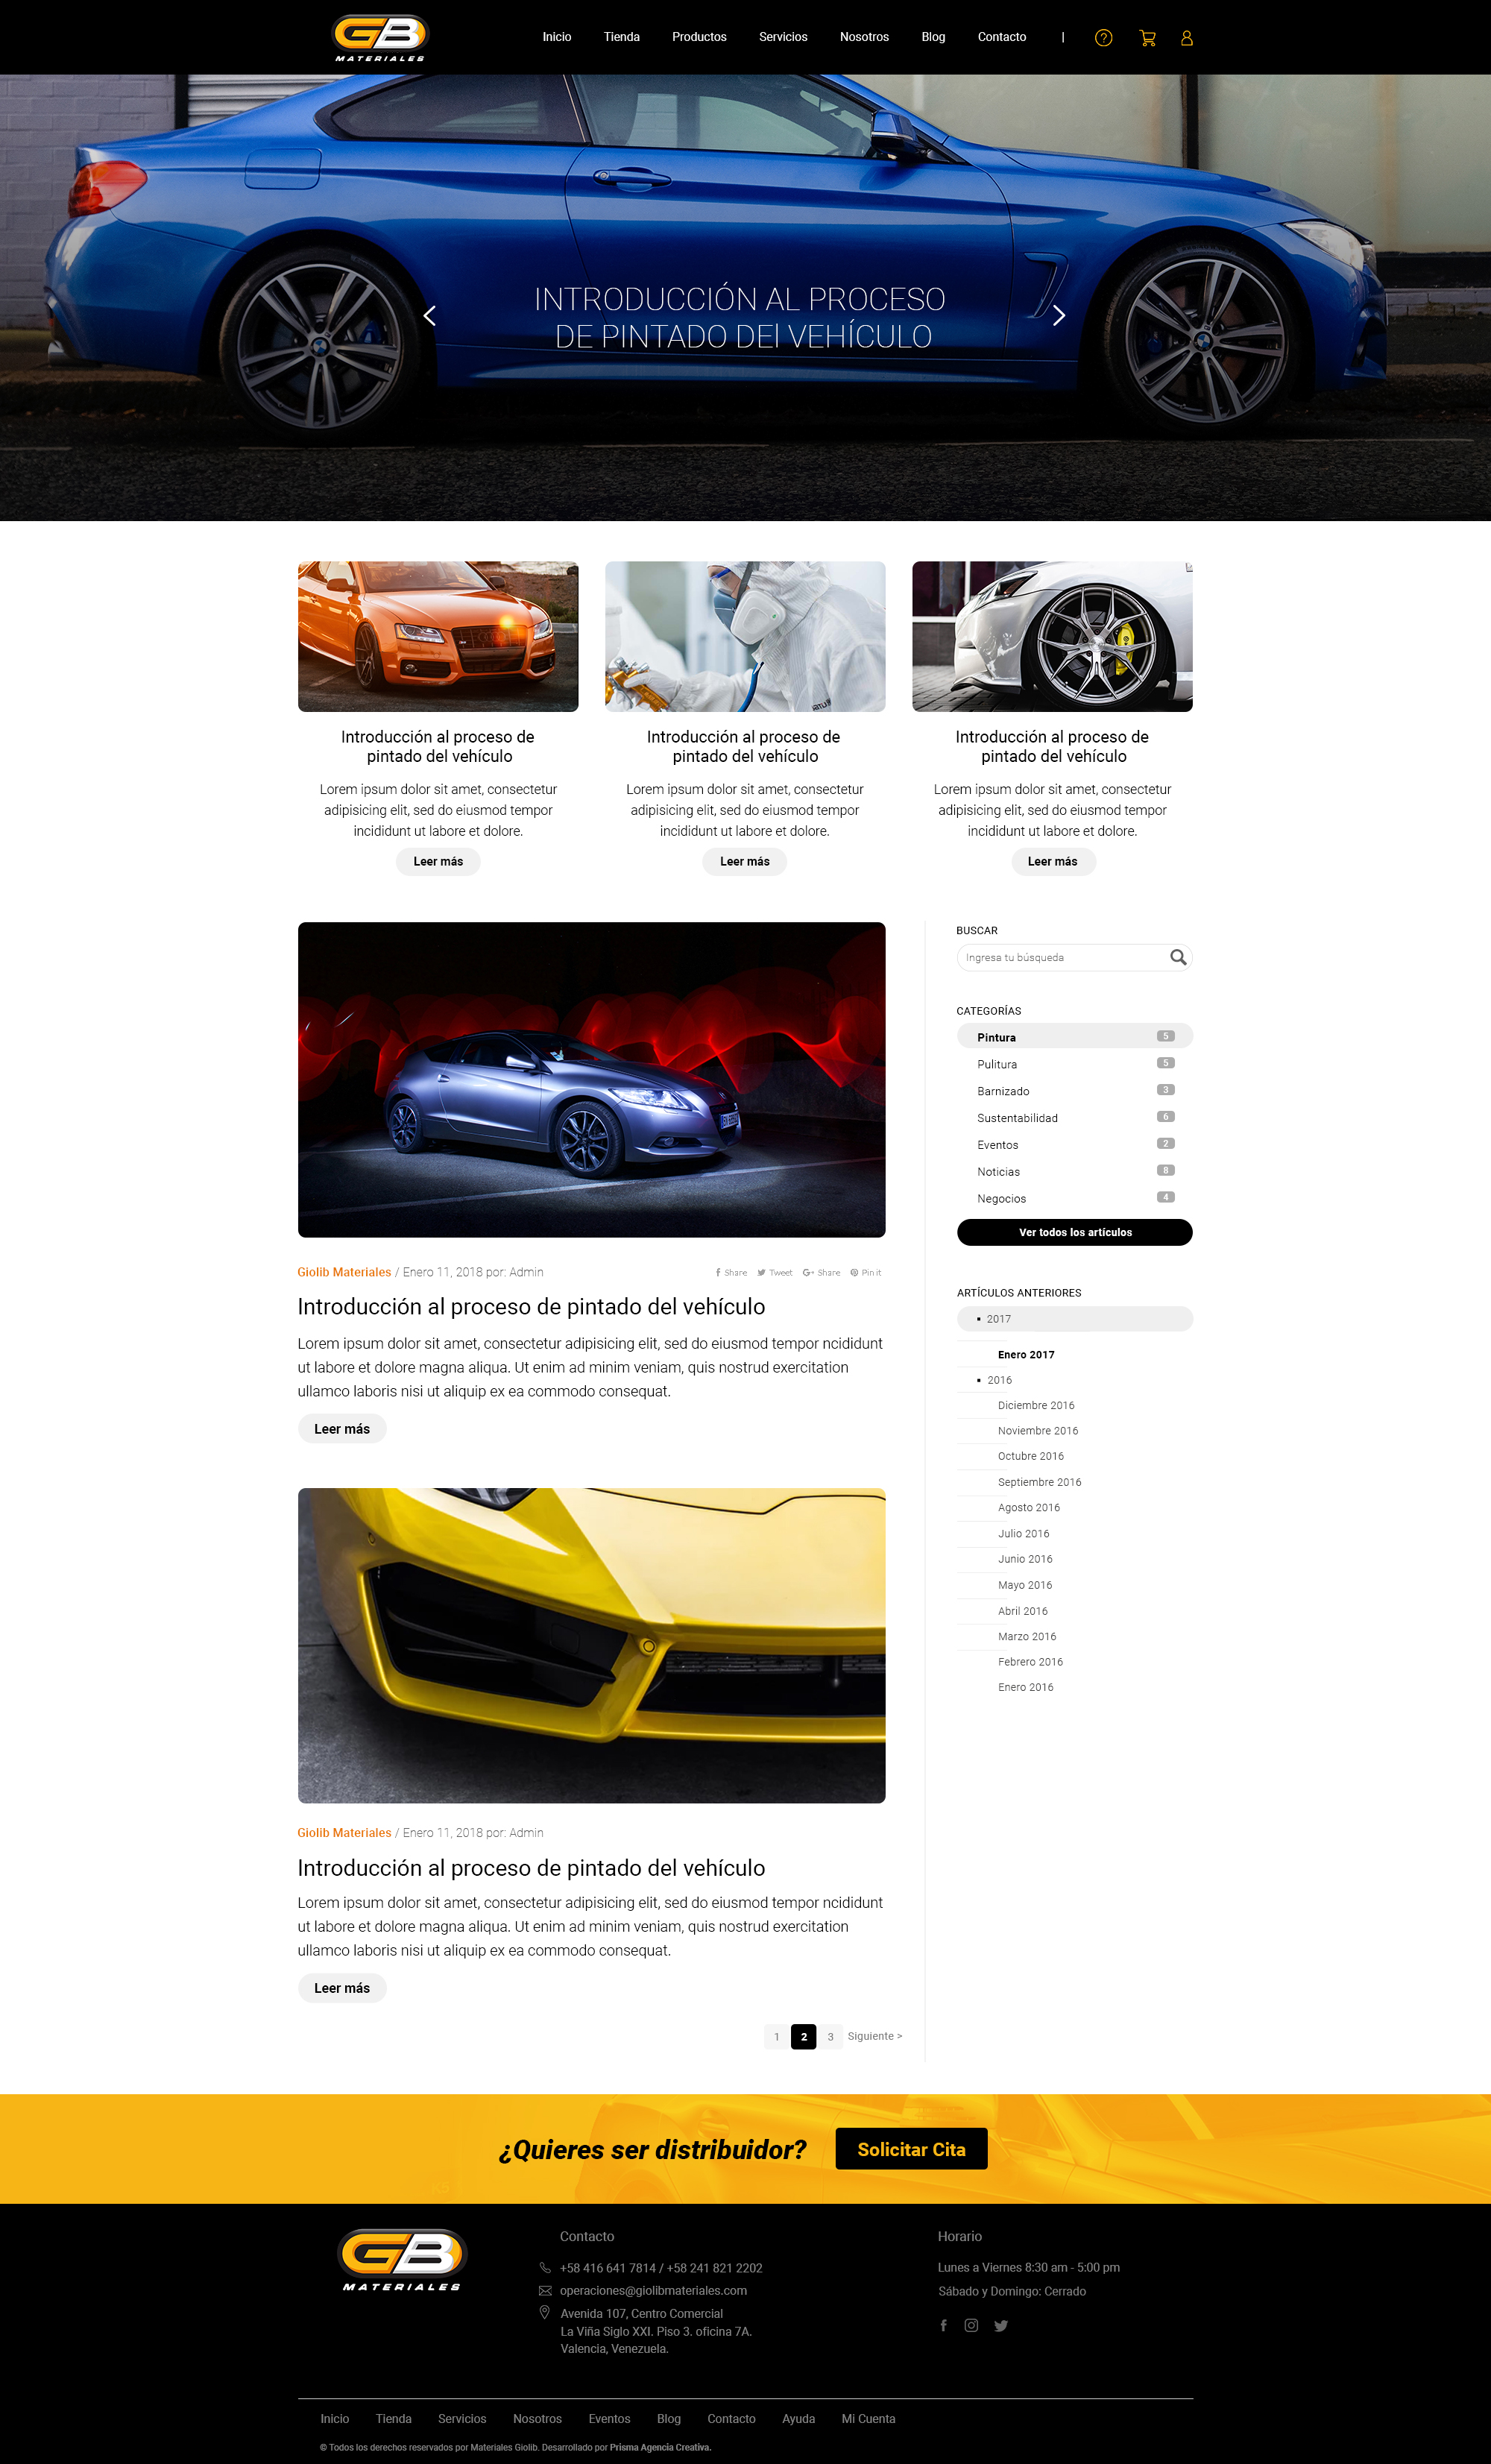 GB
MATERIALES
Inicio Tienda Productos Servicios Nosotros Blog Contacto |
INTRODUCCIÓN AL PROCESO
DE PINTADO DEl VEHÍCULO
Introducción al proceso de
pintado del vehículo
Lorem ipsum dolor sit amet, consectetur
adipisicing elit, sed do eiusmod tempor
incididunt ut labore et dolore.
Leer más
Introducción al proceso de
pintado del vehículo
Lorem ipsum dolor sit amet, consectetur
adipisicing elit, sed do eiusmod tempor
incididunt ut labore et dolore.
Leer más
Introducción al proceso de
pintado del vehículo
Lorem ipsum dolor sit amet, consectetur
adipisicing elit, sed do eiusmod tempor
incididunt ut labore et dolore.
Leer más
Giolib Materiales / Enero 11, 2018 por: Admin
Share Tweet Share Pin it
Introducción al proceso de pintado del vehículo
Lorem ipsum dolor sit amet, consectetur adipisicing elit, sed do eiusmod tempor ncididunt
ut labore et dolore magna aliqua. Ut enim ad minim veniam, quis nostrud exercitation
ullamco laboris nisi ut aliquip ex ea commodo consequat.
Leer más
Giolib Materiales / Enero 11, 2018 por: Admin
Introducción al proceso de pintado del vehículo
Lorem ipsum dolor sit amet, consectetur adipisicing elit, sed do eiusmod tempor ncididunt
ut labore et dolore magna aliqua. Ut enim ad minim veniam, quis nostrud exercitation
ullamco laboris nisi ut aliquip ex ea commodo consequat.
Leer más
1 2 3 Siguiente >
BUSCAR
Ingresa tu búsqueda
CATEGORÍAS
Pintura 5
Pulitura 5
Barnizado 3
Sustentabilidad 6
Eventos 2
Noticias 8
Negocios 4
Ver todos los artículos
ARTÍCULOS ANTERIORES
2017
Enero 2017
2016
Diciembre 2016
Noviembre 2016
Octubre 2016
Septiembre 2016
Agosto 2016
Julio 2016
Junio 2016
Mayo 2016
Abril 2016
Marzo 2016
Febrero 2016
Enero 2016
¿Quieres ser distribuidor?
Solicitar Cita
GB
MATERIALES
Contacto
+58 416 641 7814 / +58 241 821 2202
operaciones@giolibmateriales.com
Avenida 107, Centro Comercial
La Viña Siglo XXI. Piso 3. oficina 7A.
Valencia, Venezuela.
Horario
Lunes a Viernes 8:30 am - 5:00 pm
Sábado y Domingo: Cerrado
Inicio Tienda Servicios Nosotros Eventos Blog Contacto Ayuda Mi Cuenta
© Todos los derechos reservados por Materiales Giolib. Desarrollado por Prisma Agencia Creativa.